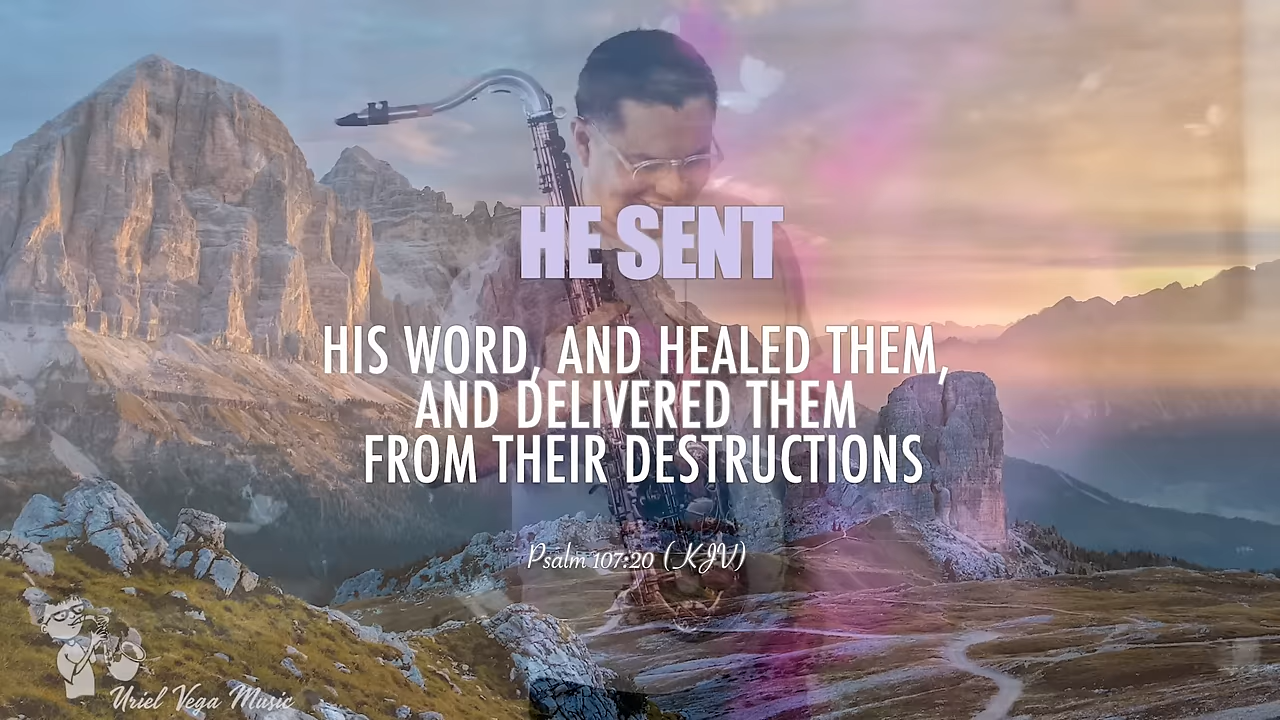 HE SENT
HIS WORD, AND HEALED THEM,
AND DELIVERED THEM
FROM THEIR DESTRUCTIONS
Psalm 107:20 (KJV)
Uriel Vega Music